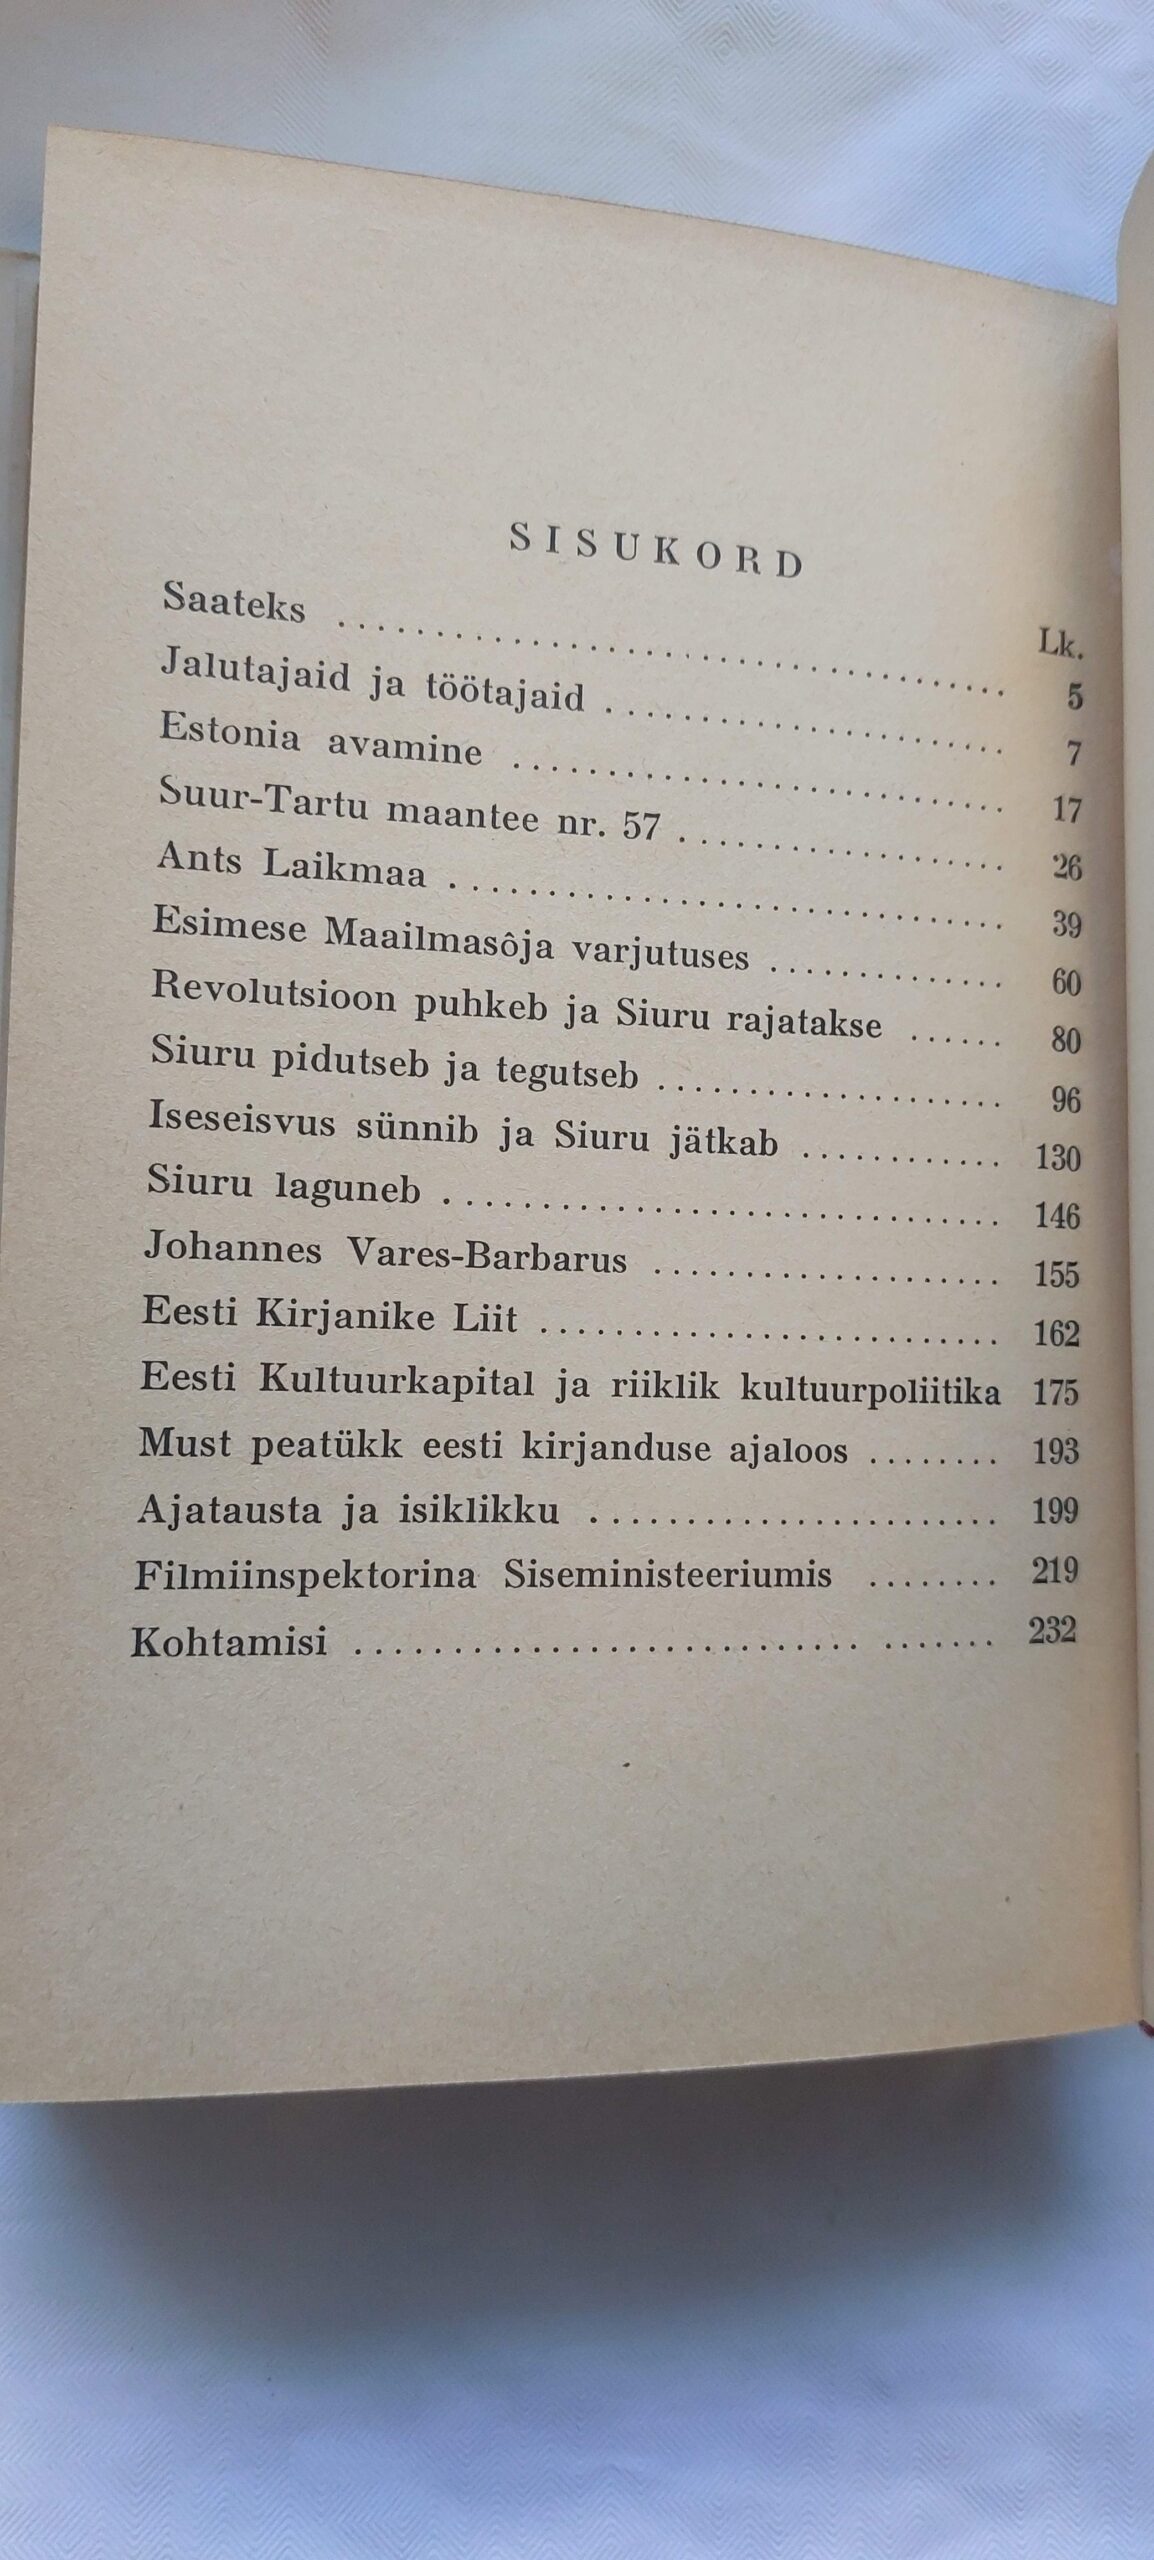 SISUKORD
Lk.
Saateks ........................... 5
Jalutajaid ja töötajaid ................. 7
Estonia avamine ..................... 17
Suur-Tartu maantee nr. 57 .............. 26
Ants Laikmaa ........................ 39
Esimese Maailmasôja varjutuses .......... 60
Revolutsioon puhkeb ja Siuru rajatakse ...... 80
Siuru pidutseb ja tegutseb ............... 96
Iseseisvus sünnib ja Siuru jätkab ............ 130
Siuru laguneb ........................ 146
Johannes Vares-Barbarus ............... 155
Eesti Kirjanike Liit .................... 162
Eesti Kultuurkapital ja riiklik kultuurpoliitika 175
Must peatükk eesti kirjanduse ajaloos ........ 193
Ajatausta ja isiklikku ................... 199
Filmiinspektorina Siseministeeriumis ........ 219
Kohtamisi ............................ 232